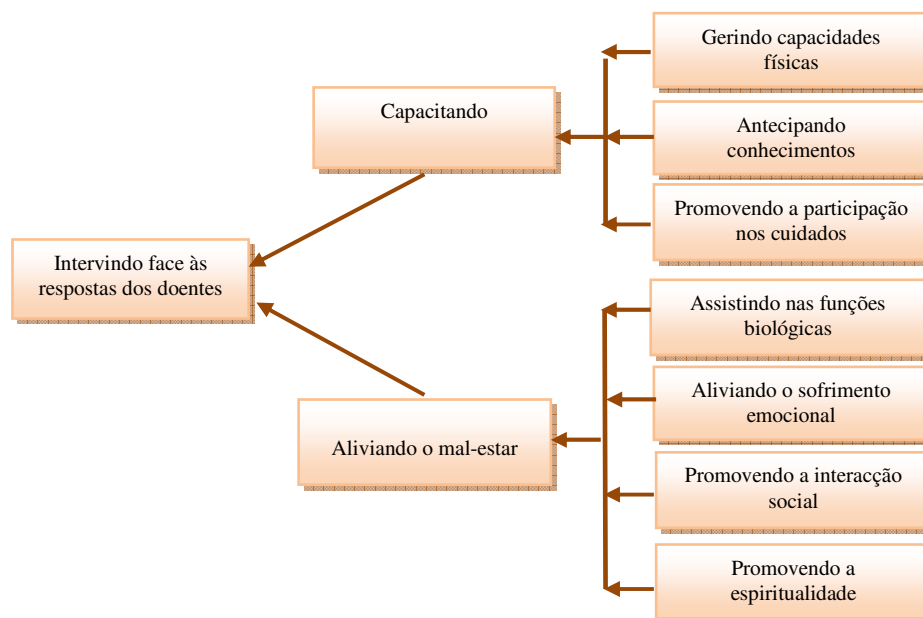 Gerindo capacidades
físicas
Capacitando
Antecipando
conhecimentos
Promovendo a participação
nos cuidados
Intervindo face às
respostas dos doentes
Assistindo nas funções
biológicas
Aliviando o sofrimento
emocional
Aliviando o mal-estar
Promovendo a interacção
social
Promovendo a
espiritualidade